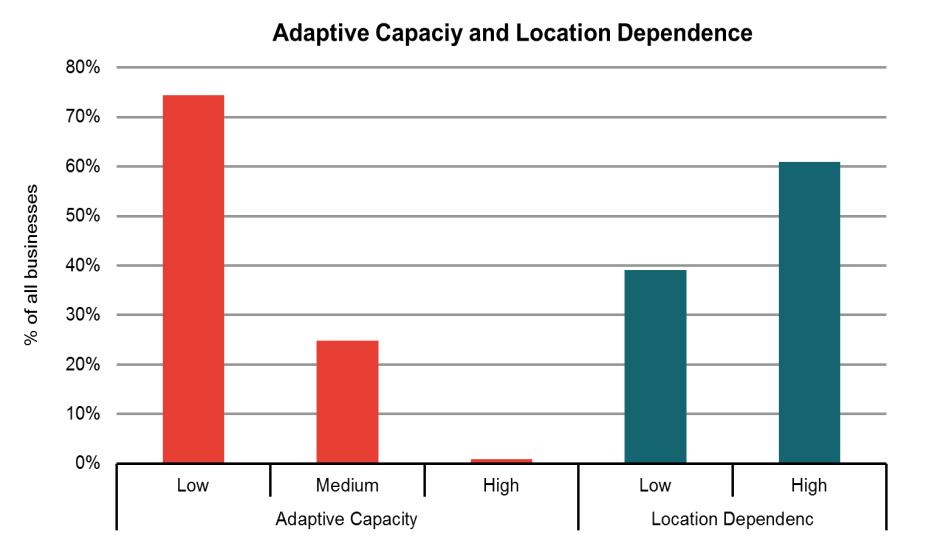 Adaptive Capaciy and Location Dependence
% of all businesses
80%
70%
60%
50%
40%
30%
20%
10%
0%
Low Medium High Low High
Adaptive Capacity Location Dependenc